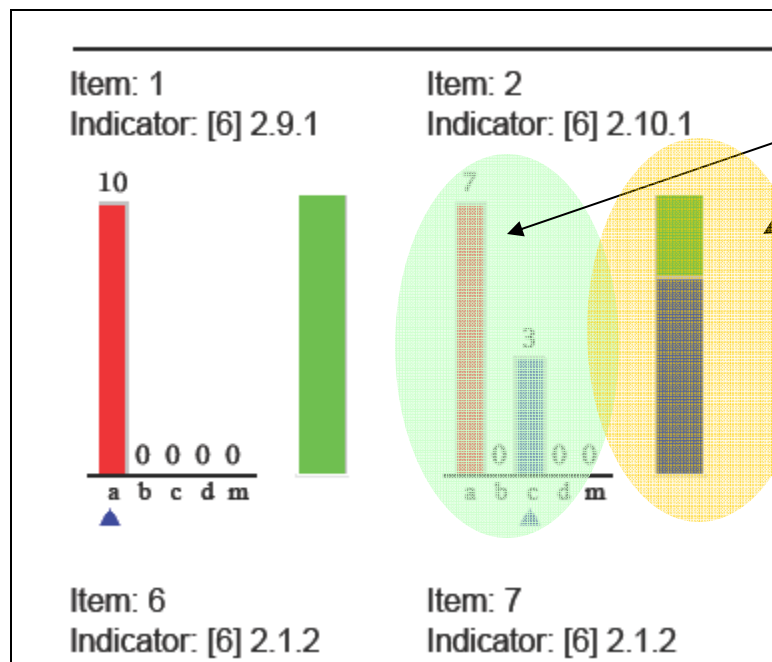 Item: 1
Indicator: [6] 2.9.1
10
0 0 0 0
a b c d m
Item: 2
Indicator: [6] 2.10.1
7
3
0 0 0
a b c d m
Item: 6
Indicator: [6] 2.1.2
Item: 7
Indicator: [6] 2.1.2